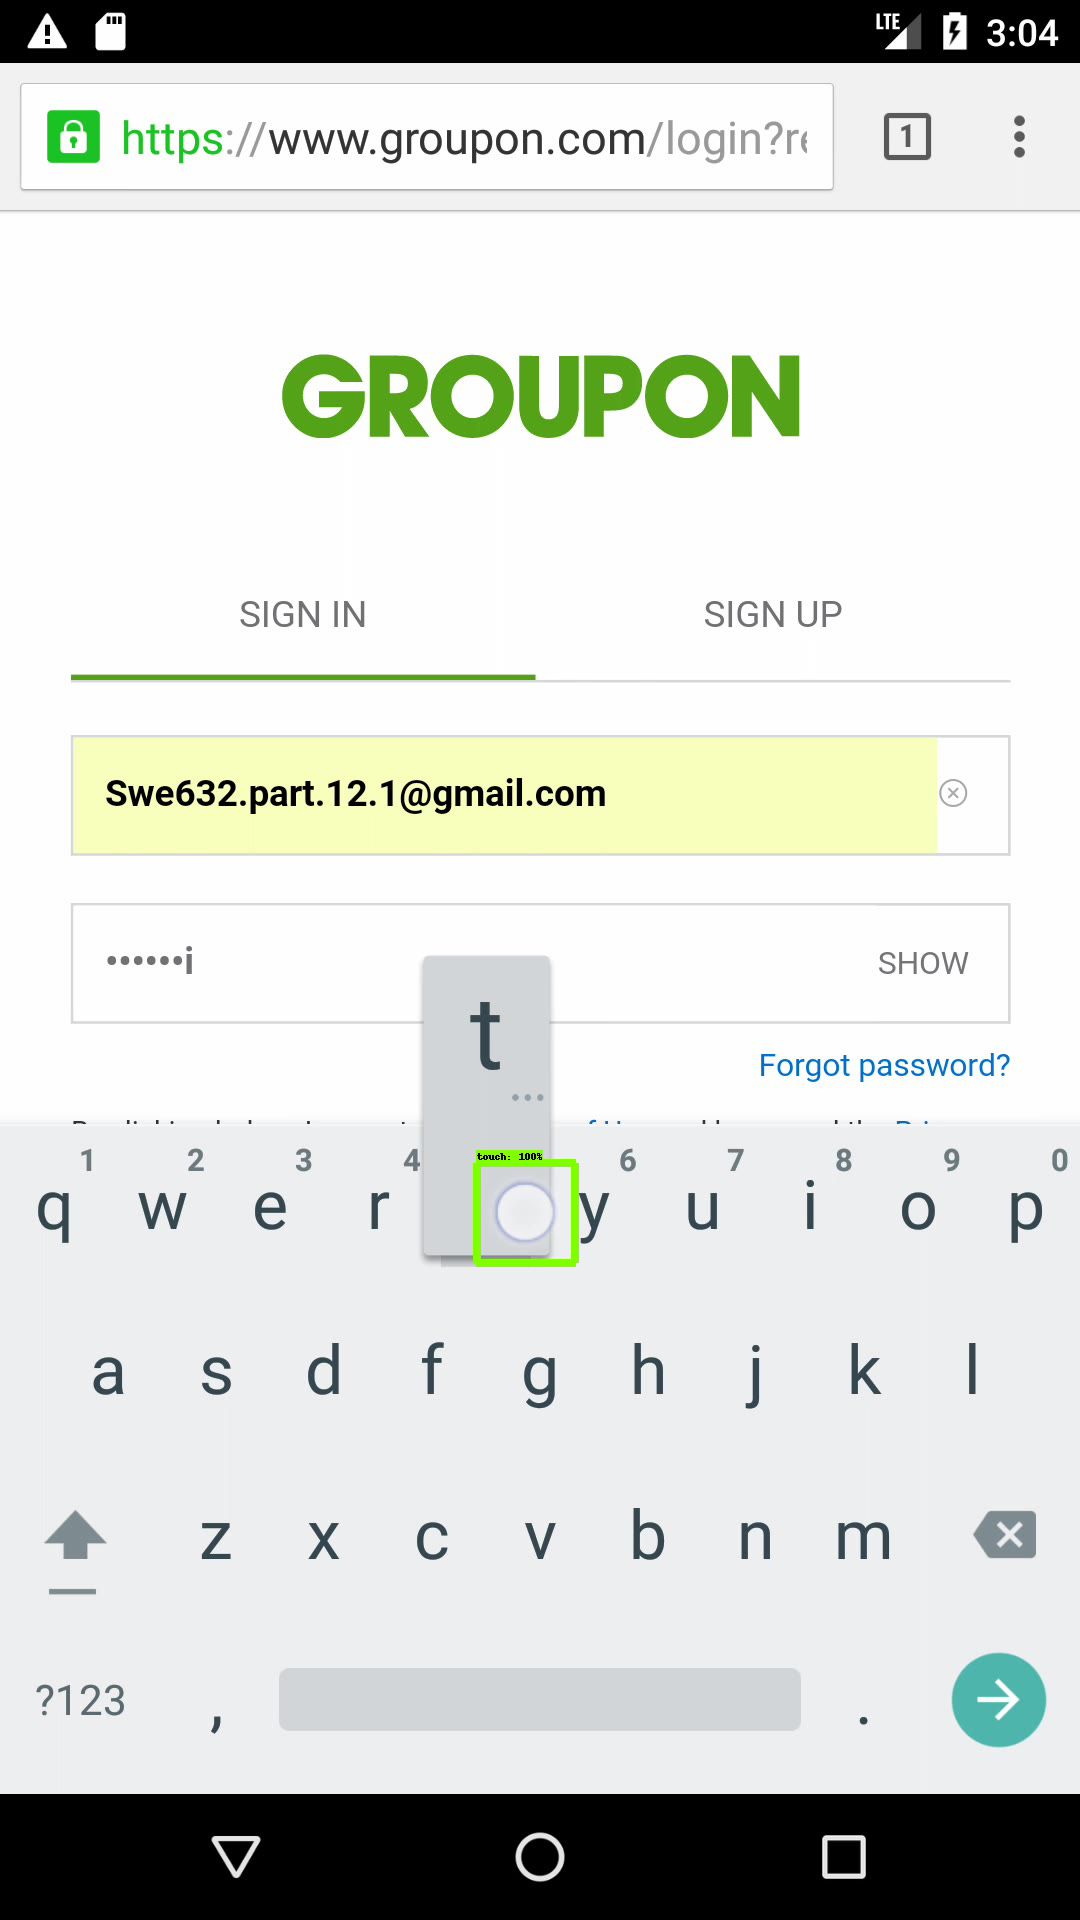 LTE 3:04
https://www.groupon.com/login?re
1
GROUPON
SIGN IN SIGN UP
Swe632.part.12.1@gmail.com
••••••i SHOW
t
Forgot password?
touch: 100%
1 2 3 4 6 7 8 9 0
q w e r y u i o p
a s d f g h j k l
z x c v b n m
?123 , .